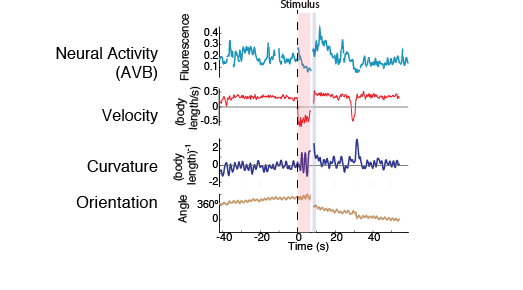 Stimulus
Neural Activity
(AVB)
Fluorescence
0.4
0.3
0.2
0.1
Velocity
(body
length/s)
0.5
0
-0.5
Curvature
(body
length)-1
2
0
-2
Orientation
Angle
360º
0
-40 -20 0 20 40
Time (s)